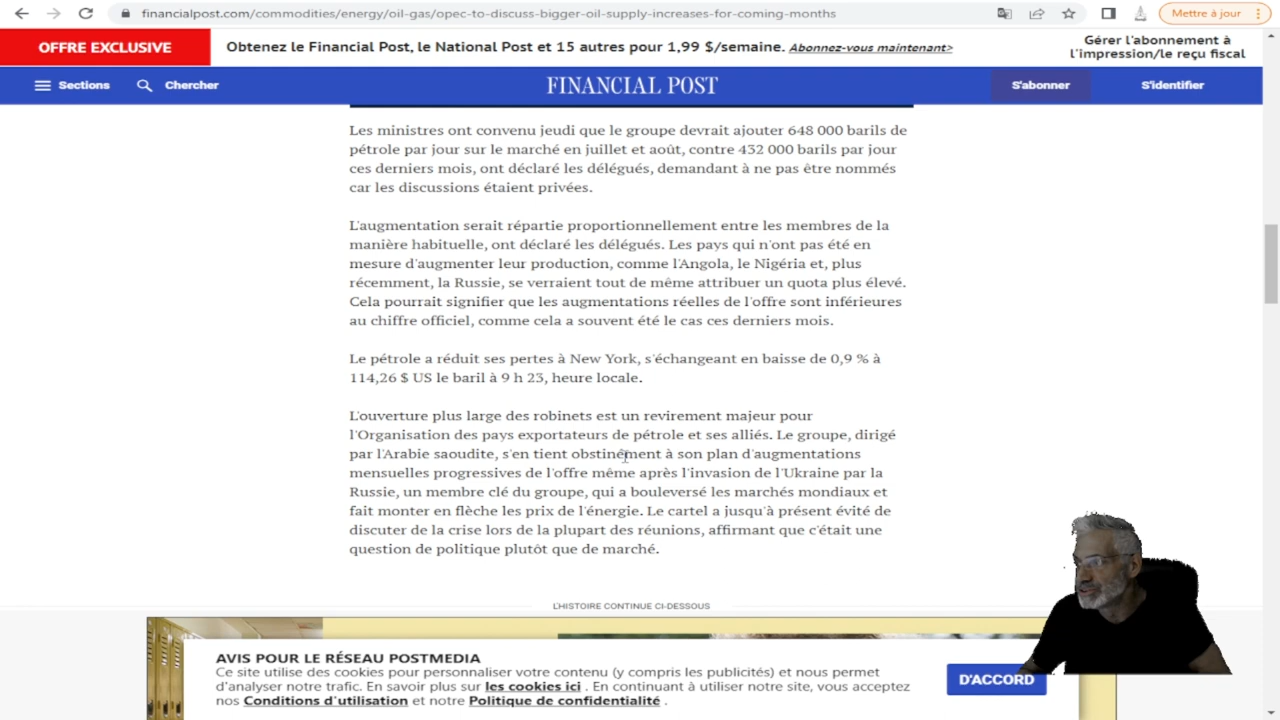 financialpost.com/commodities/energy/oil-gas/opec-to-discuss-bigger-oil-supply-increases-for-coming-months
Mettre à jour
OFFRE EXCLUSIVE
Obtenez le Financial Post, le National Post et 15 autres pour 1,99 $/semaine. Abonnez-vous maintenant>
Gérer l'abonnement à
l'impression/le reçu fiscal
Sections
Chercher
FINANCIAL POST
S'abonner
S'identifier
Les ministres ont convenu jeudi que le groupe devrait ajouter 648 000 barils de
pétrole par jour sur le marché en juillet et août, contre 432 000 barils par jour
ces derniers mois, ont déclaré les délégués, demandant à ne pas être nommés
car les discussions étaient privées.
L'augmentation serait répartie proportionnellement entre les membres de la
manière habituelle, ont déclaré les délégués. Les pays qui n'ont pas été en
mesure d'augmenter leur production, comme l'Angola, le Nigéria et, plus
récemment, la Russie, se verraient tout de même attribuer un quota plus élevé.
Cela pourrait signifier que les augmentations réelles de l'offre sont inférieures
au chiffre officiel, comme cela a souvent été le cas ces derniers mois.
Le pétrole a réduit ses pertes à New York, s'échangeant en baisse de 0,9 % à
114,26 $ US le baril à 9 h 23, heure locale.
L'ouverture plus large des robinets est un revirement majeur pour
l'Organisation des pays exportateurs de pétrole et ses alliés. Le groupe, dirigé
par l'Arabie saoudite, s'en tient obstinément à son plan d'augmentations
mensuelles progressives de l'offre même après l'invasion de l'Ukraine par la
Russie, un membre clé du groupe, qui a bouleversé les marchés mondiaux et
fait monter en flèche les prix de l'énergie. Le cartel a jusqu'à présent évité de
discuter de la crise lors de la plupart des réunions, affirmant que c'était une
question de politique plutôt que de marché.
L'HISTOIRE CONTINUE CI-DESSOUS
AVIS POUR LE RÉSEAU POSTMEDIA
Ce site utilise des cookies pour personnaliser votre contenu (y compris les publicités) et nous permet
d'analyser notre trafic. En savoir plus sur les cookies ici . En continuant à utiliser notre site, vous acceptez
nos Conditions d'utilisation et notre Politique de confidentialité .
D'ACCORD